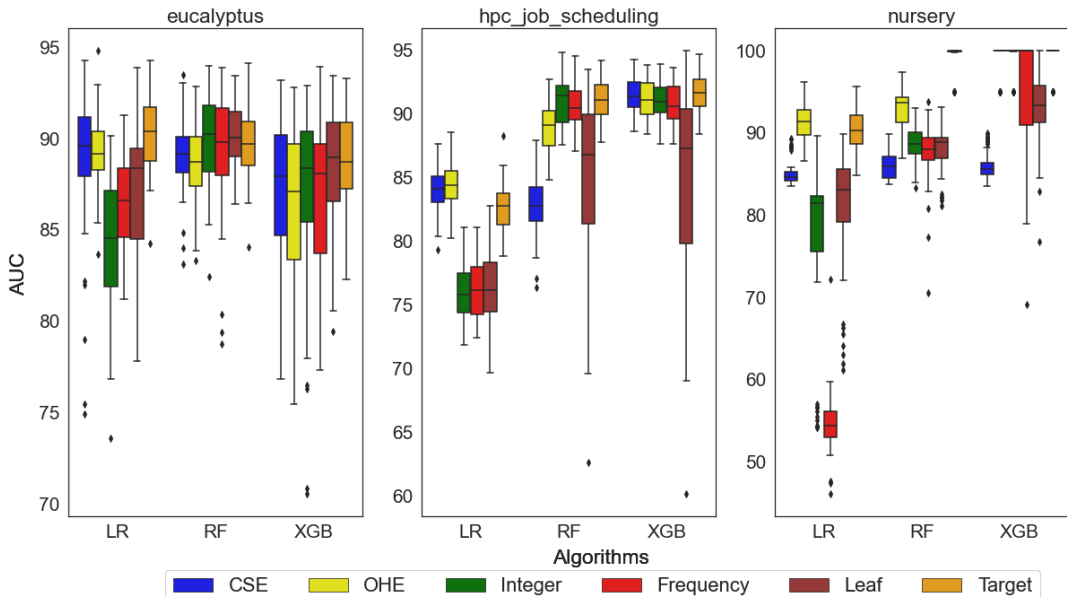 eucalyptus
hpc_job_scheduling
nursery
AUC
95
90
85
80
75
70
95
90
85
80
75
70
65
60
100
90
80
70
60
50
LR RF XGB
LR RF XGB
LR RF XGB
Algorithms
CSE OHE Integer Frequency Leaf Target